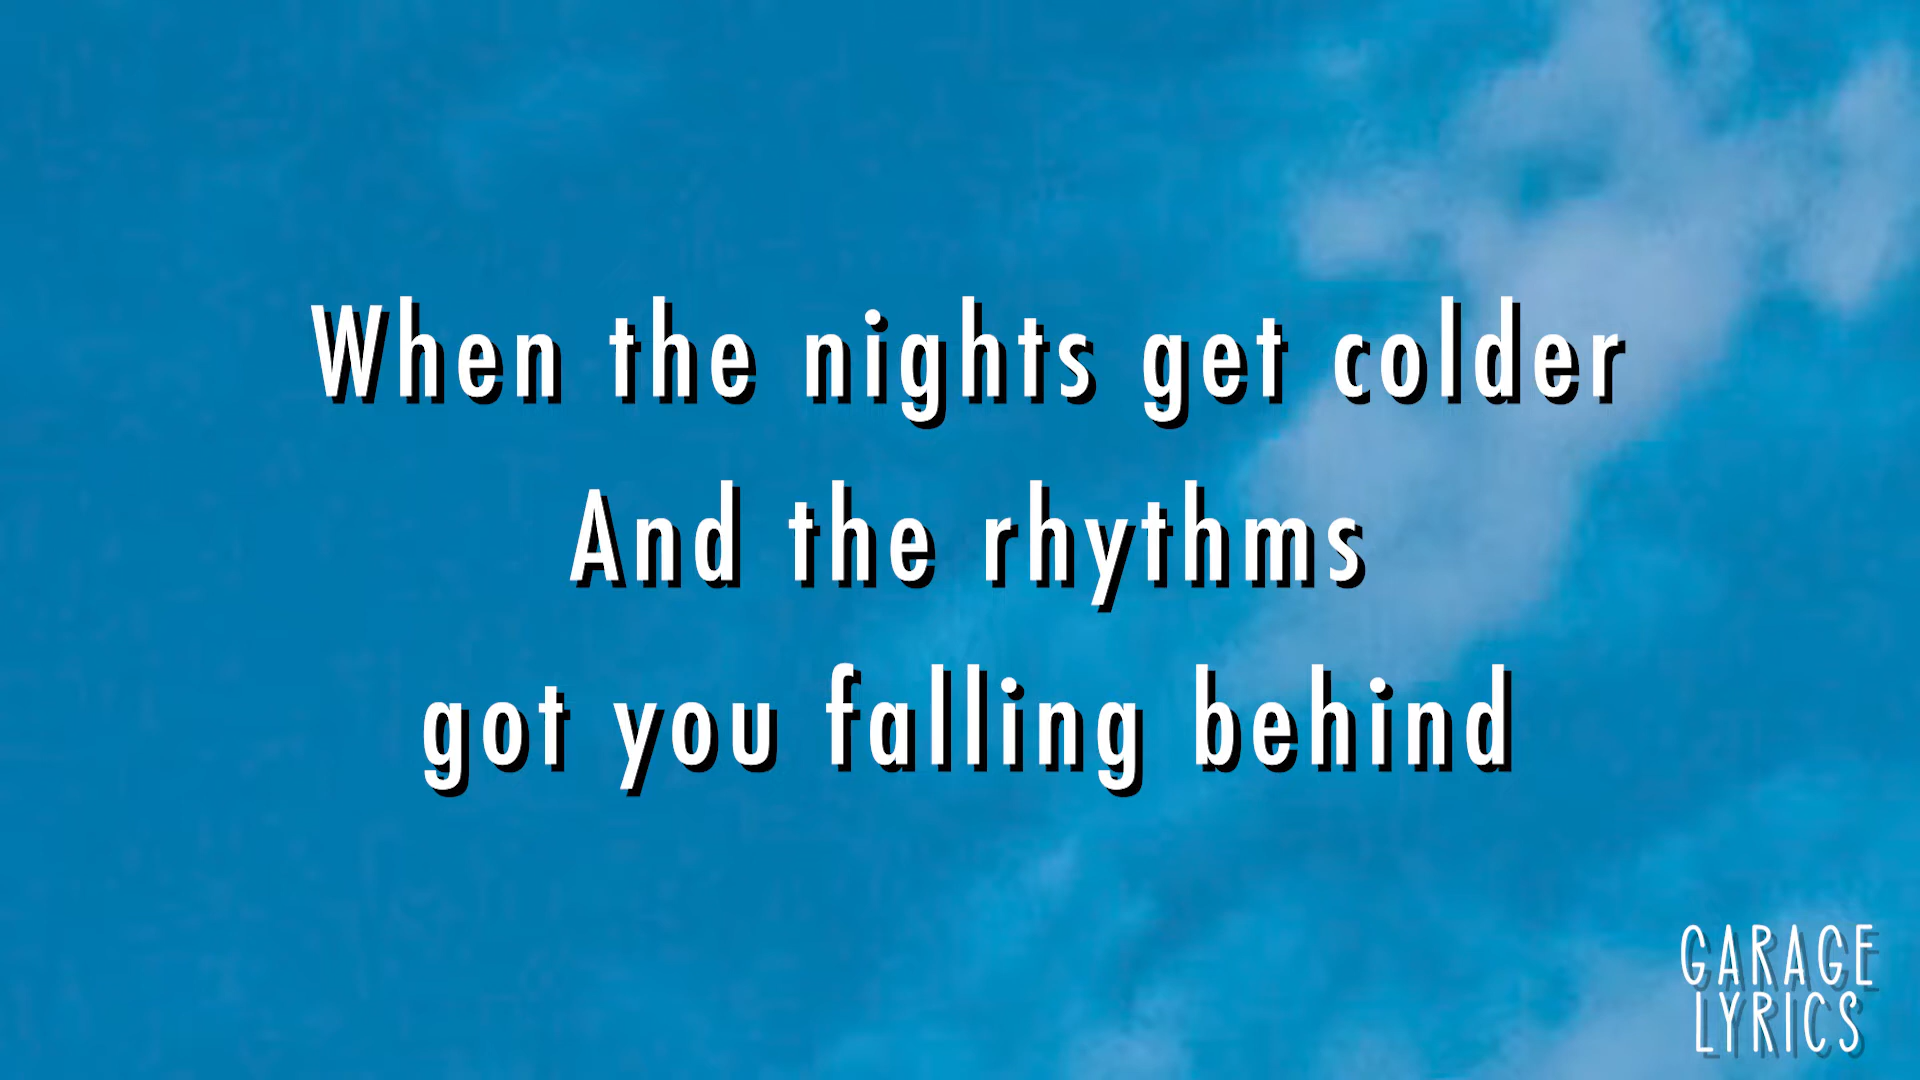 When the nights get colder
And the rhythms
got you falling behind
GARAGE
LYRICS